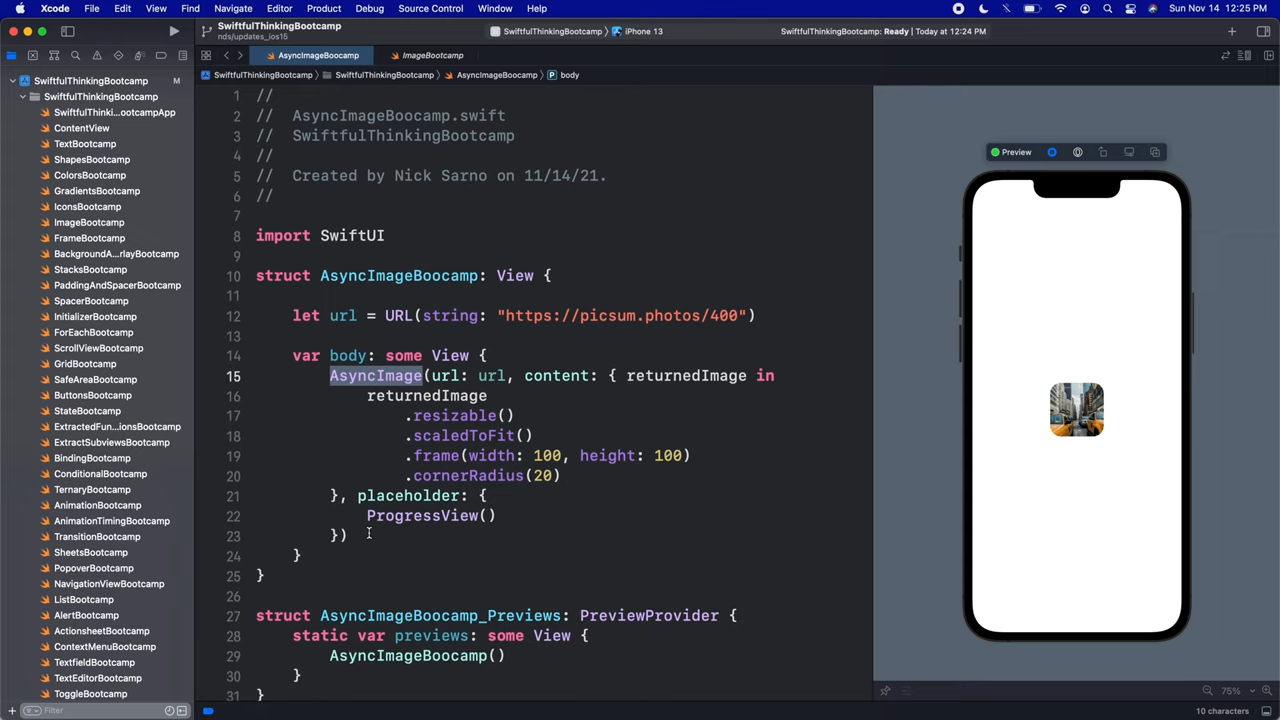 Xcode File Edit View Find Navigate Editor Product Debug Source Control Window Help
Sun Nov 14 12:25 PM
SwiftfulThinkingBootcamp
nds/updates_ios15
SwiftfulThinkingBootcamp 〉 iPhone 13
SwiftfulThinkingBootcamp: Ready | Today at 12:24 PM
AsyncImageBoocamp
ImageBootcamp
SwiftfulThinkingBootcamp 〉 SwiftfulThinkingBootcamp 〉 AsyncImageBoocamp 〉 P body
SwiftfulThinkingBootcamp M
SwiftfulThinkingBootcamp
SwiftfulThinki...ootcampApp
ContentView
TextBootcamp
ShapesBootcamp
ColorsBootcamp
GradientsBootcamp
IconsBootcamp
ImageBootcamp
FrameBootcamp
BackgroundA...rlayBootcamp
StacksBootcamp
PaddingAndSpacerBootcamp
SpacerBootcamp
InitializerBootcamp
ForEachBootcamp
ScrollViewBootcamp
GridBootcamp
SafeAreaBootcamp
ButtonsBootcamp
StateBootcamp
ExtractedFun...ionsBootcamp
ExtractSubviewsBootcamp
BindingBootcamp
ConditionalBootcamp
TernaryBootcamp
AnimationBootcamp
AnimationTimingBootcamp
TransitionBootcamp
SheetsBootcamp
PopoverBootcamp
NavigationViewBootcamp
ListBootcamp
AlertBootcamp
ActionsheetBootcamp
ContextMenuBootcamp
TextfieldBootcamp
TextEditorBootcamp
ToggleBootcamp
Filter
1 //
2 // AsyncImageBoocamp.swift
3 // SwiftfulThinkingBootcamp
4 //
5 // Created by Nick Sarno on 11/14/21.
6 //
7
8 import SwiftUI
9
10 struct AsyncImageBoocamp: View {
11
12 let url = URL(string: "https://picsum.photos/400")
13
14 var body: some View {
15 AsyncImage(url: url, content: { returnedImage in
16 returnedImage
17 .resizable()
18 .scaledToFit()
19 .frame(width: 100, height: 100)
20 .cornerRadius(20)
21 }, placeholder: {
22 ProgressView()
23 })
24 }
25 }
26
27 struct AsyncImageBoocamp_Previews: PreviewProvider {
28 static var previews: some View {
29 AsyncImageBoocamp()
30 }
31 }
Preview
75%
10 characters